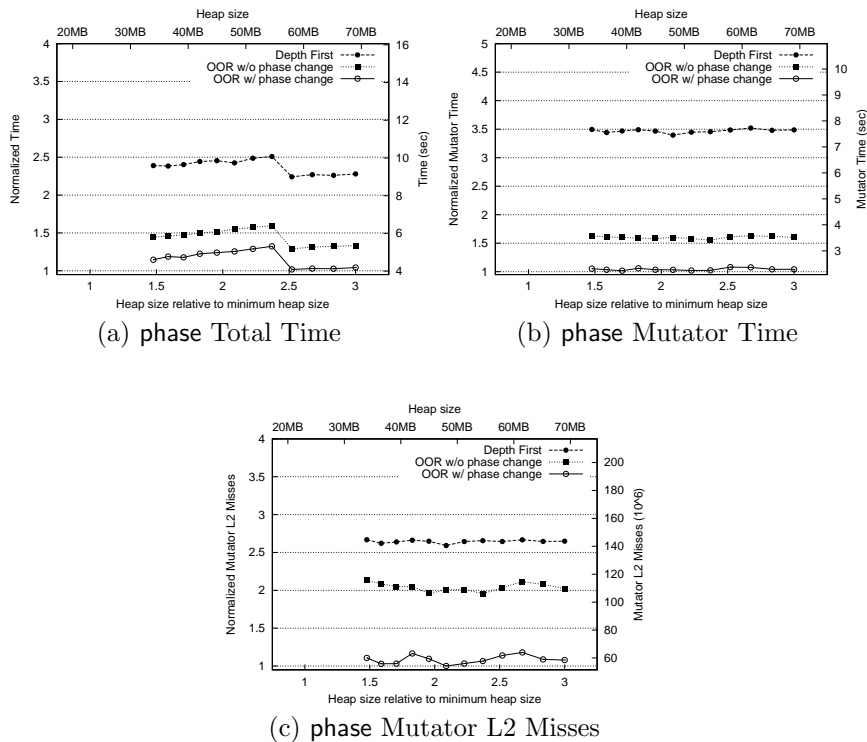 Heap size
20MB 30MB 40MB 50MB 60MB 70MB
4
3.5
3
2.5
2
1.5
1
Normalized Time
Depth First
OOR w/o phase change
OOR w/ phase change
16
14
12
10
8
6
4
Time (sec)
1 1.5 2 2.5 3
Heap size relative to minimum heap size
(a) phase Total Time
Heap size
20MB 30MB 40MB 50MB 60MB 70MB
5
4.5
4
3.5
3
2.5
2
1.5
1
Normalized Mutator Time
Depth First
OOR w/o phase change
OOR w/ phase change
10
9
8
7
6
5
4
3
Mutator Time (sec)
1 1.5 2 2.5 3
Heap size relative to minimum heap size
(b) phase Mutator Time
Heap size
20MB 30MB 40MB 50MB 60MB 70MB
4
3.5
3
2.5
2
1.5
1
Normalized Mutator L2 Misses
Depth First
OOR w/o phase change
OOR w/ phase change
200
180
160
140
120
100
80
60
Mutator L2 Misses (10^6)
1 1.5 2 2.5 3
Heap size relative to minimum heap size
(c) phase Mutator L2 Misses